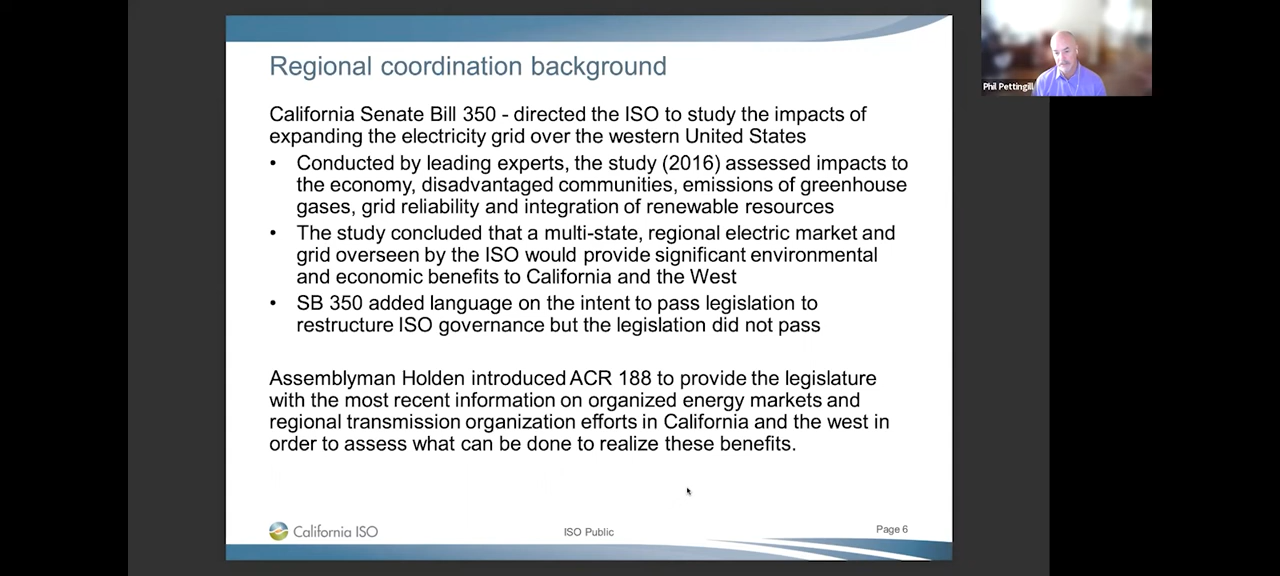 Regional coordination background
California Senate Bill 350 - directed the ISO to study the impacts of
expanding the electricity grid over the western United States
• Conducted by leading experts, the study (2016) assessed impacts to
the economy, disadvantaged communities, emissions of greenhouse
gases, grid reliability and integration of renewable resources
• The study concluded that a multi-state, regional electric market and
grid overseen by the ISO would provide significant environmental
and economic benefits to California and the West
• SB 350 added language on the intent to pass legislation to
restructure ISO governance but the legislation did not pass
Assemblyman Holden introduced ACR 188 to provide the legislature
with the most recent information on organized energy markets and
regional transmission organization efforts in California and the west in
order to assess what can be done to realize these benefits.
California ISO
ISO Public
Page 6
Phil Pettingill